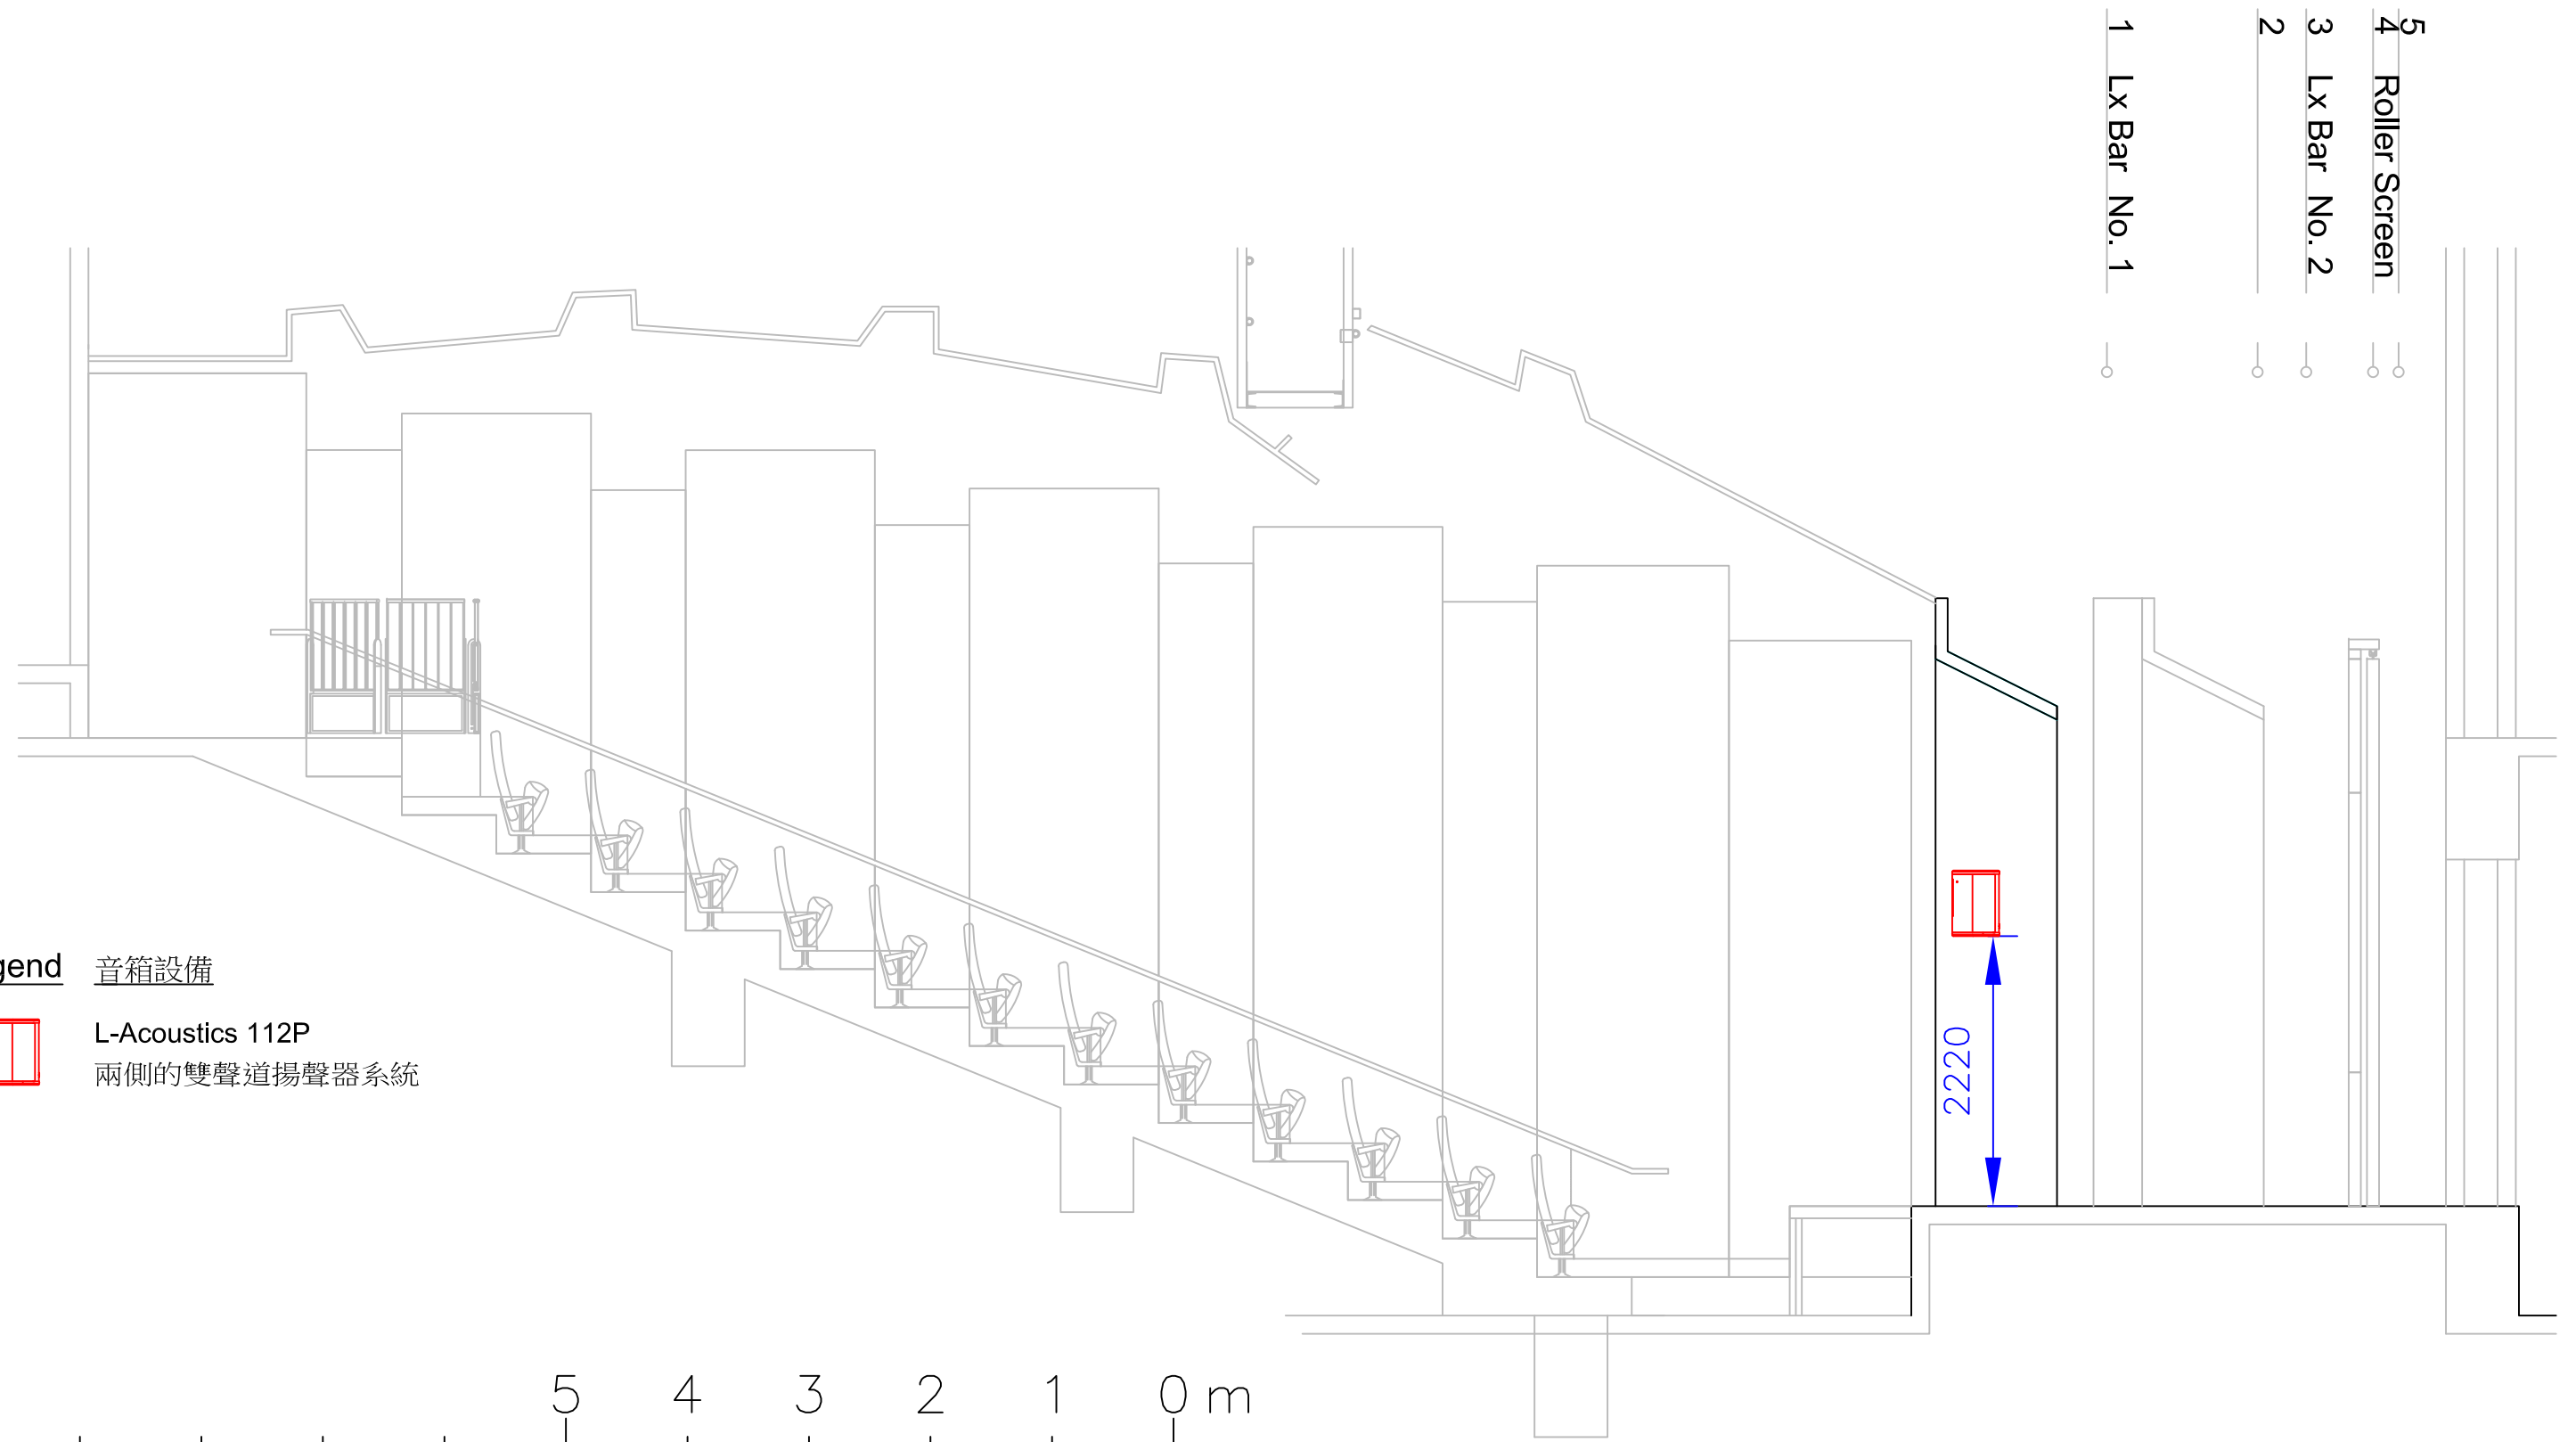 1 Lx Bar No. 1
2
3 Lx Bar No. 2
4 Roller Screen
5
gend 音箱設備
L-Acoustics 112P
兩側的雙聲道揚聲器系統
2220
5 4 3 2 1 0 m